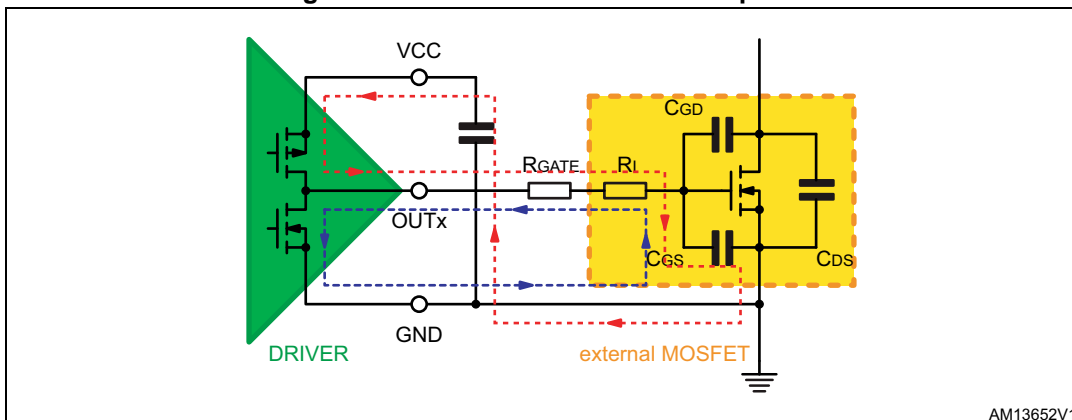 VCC
CGD
RGATE
RI
OUTx
CGS
CDS
GND
DRIVER
external MOSFET
AM13652V1